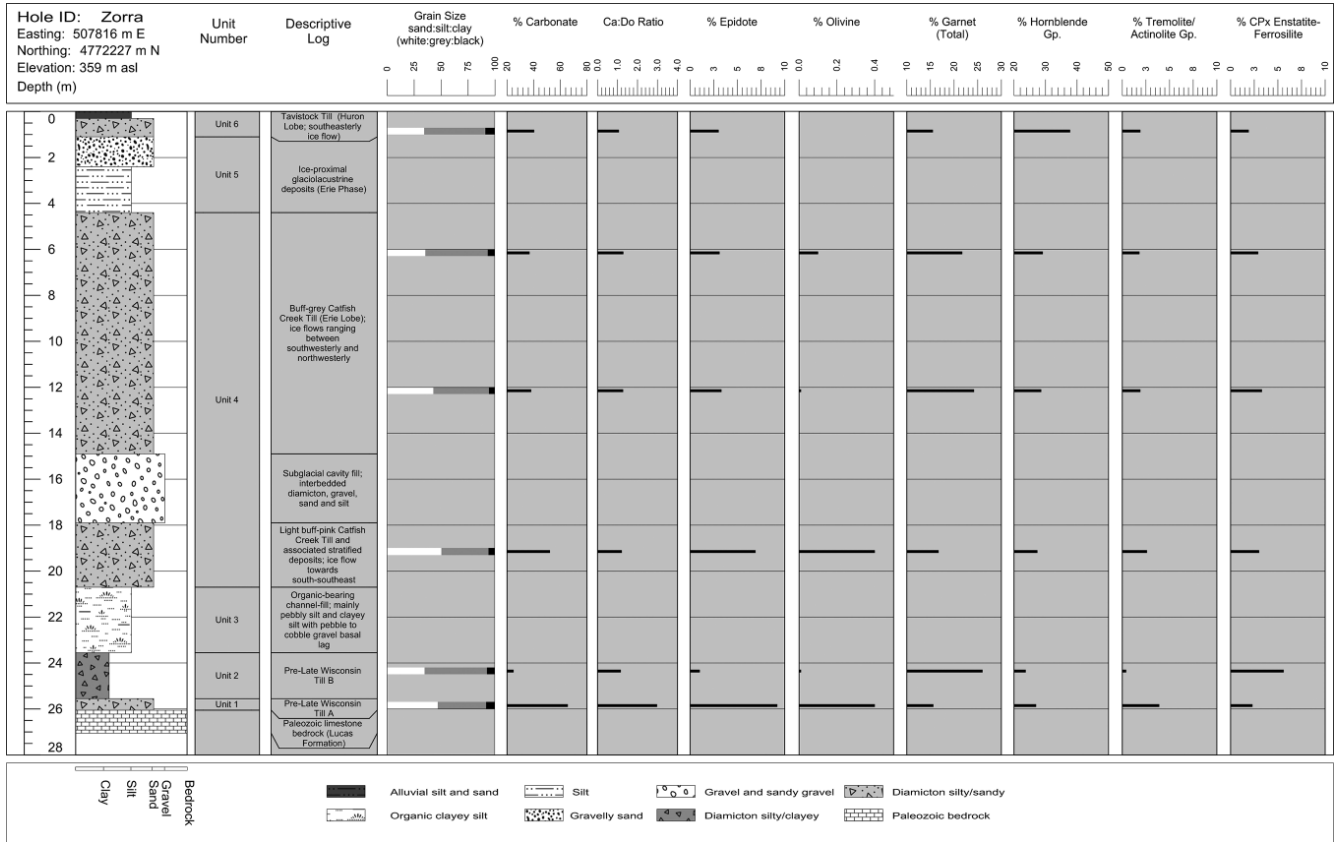 Hole ID: Zorra
Easting: 507816 m E
Northing: 4772227 m N
Elevation: 359 m asl
Depth (m)
Unit
Number
Descriptive
Log
Grain Size
sand:silt:clay
(white:grey:black)
0 25 50 75 100
% Carbonate
20 40 60 80
Ca:Do Ratio
0.0 1.0 2.0 3.0 4.0
% Epidote
0 3 5 8 10
% Olivine
0.0 0.2 0.4
% Garnet
(Total)
10 15 20 25 30
% Hornblende
Gp.
20 30 40 50
% Tremolite/
Actinolite Gp.
0 3 5 8 10
% CPx Enstatite-
Ferrosilite
0 3 5 8 10
0
2
4
6
8
10
12
14
16
18
20
22
24
26
28
Unit 6
Unit 5
Unit 4
Unit 3
Unit 2
Unit 1
Tavistock Till (Huron
Lobe; southeasterly
ice flow)
Ice-proximal
glaciolacustrine
deposits (Erie Phase)
Buff-grey Catfish
Creek Till (Erie Lobe);
ice flows ranging
between
southwesterly and
northwesterly
Subglacial cavity fill;
interbedded
diamicton, gravel,
sand and silt
Light buff-pink Catfish
Creek Till and
associated stratified
deposits; ice flow
towards
south-southeast
Organic-bearing
channel-fill; mainly
pebbly silt and clayey
silt with pebble to
cobble gravel basal
lag
Pre-Late Wisconsin
Till B
Pre-Late Wisconsin
Till A
Paleozoic limestone
bedrock (Lucas
Formation)
Clay
Silt
Sand
Gravel
Bedrock
Alluvial silt and sand
Silt
Gravel and sandy gravel
Diamicton silty/sandy
Organic clayey silt
Gravelly sand
Diamicton silty/clayey
Paleozoic bedrock